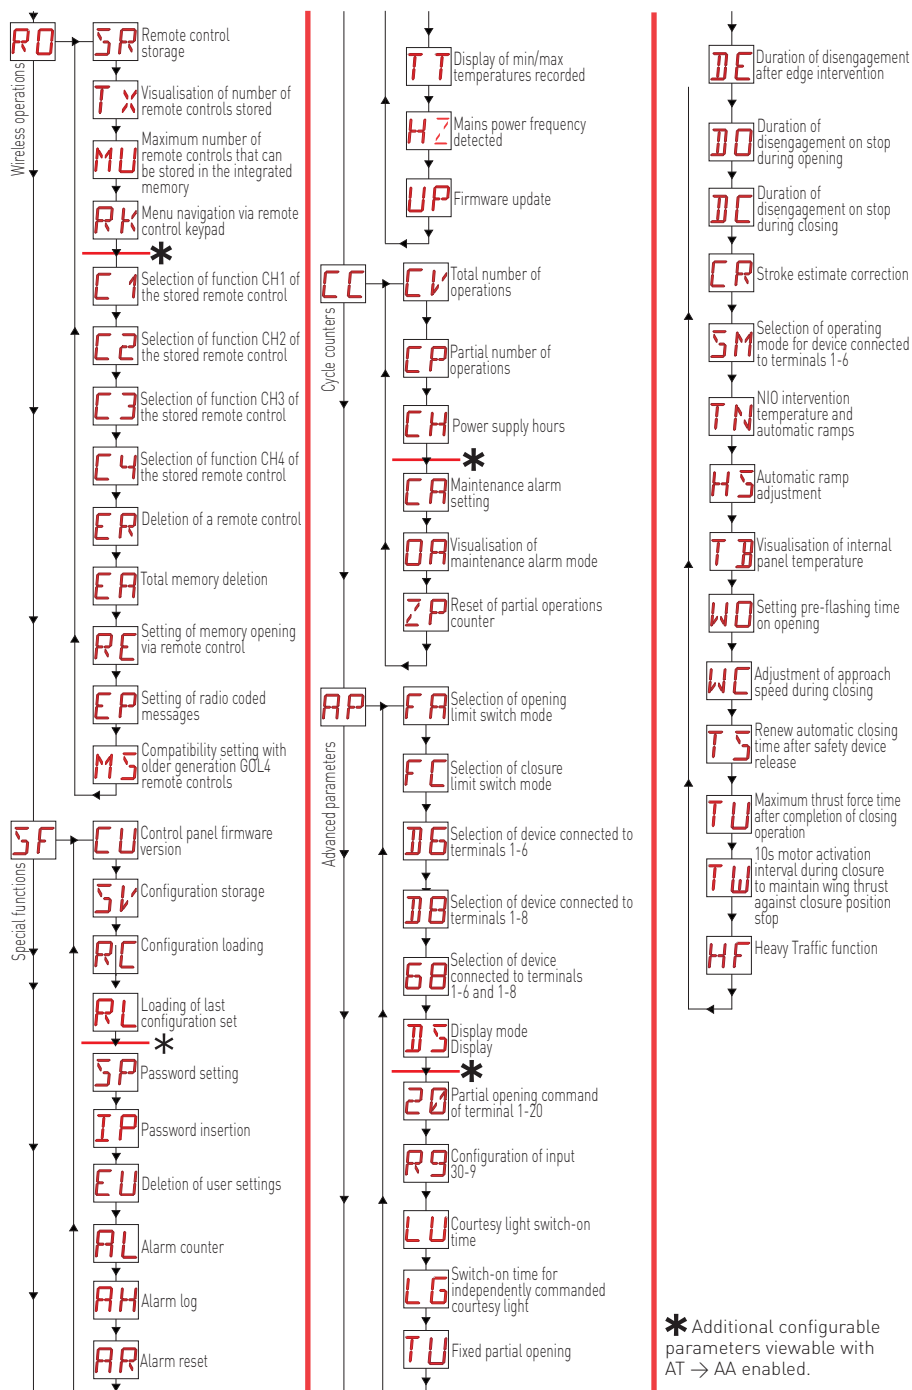 RO
Wireless operations
SR
Remote control
storage
TX
Visualisation of number of
remote controls stored
MU
Maximum number of
remote controls that can
be stored in the integrated
memory
RK
Menu navigation via remote
control keypad
*
C1
Selection of function CH1 of
the stored remote control
C2
Selection of function CH2 of
the stored remote control
C3
Selection of function CH3 of
the stored remote control
C4
Selection of function CH4 of
the stored remote control
ER
Deletion of a remote control
EA
Total memory deletion
RE
Setting of memory opening
via remote control
EP
Setting of radio coded
messages
MS
Compatibility setting with
older generation GOL4
remote controls
SF
Special functions
CU
Control panel firmware
version
SV
Configuration storage
RC
Configuration loading
RL
Loading of last
configuration set
*
SP
Password setting
IP
Password insertion
EU
Deletion of user settings
AL
Alarm counter
AH
Alarm log
AR
Alarm reset
TT
Display of min/max
temperatures recorded
HZ
Mains power frequency
detected
UP
Firmware update
CC
Cycle counters
CV
Total number of
operations
CP
Partial number of
operations
CH
Power supply hours
*
CA
Maintenance alarm
setting
OA
Visualisation of
maintenance alarm mode
ZP
Reset of partial operations
counter
AP
Advanced parameters
FA
Selection of opening
limit switch mode
FC
Selection of closure
limit switch mode
D6
Selection of device connected to
terminals 1-6
D8
Selection of device connected to
terminals 1-8
68
Selection of device
connected to terminals
1-6 and 1-8
DS
Display mode
Display
*
20
Partial opening command
of terminal 1-20
R9
Configuration of input
30-9
LU
Courtesy light switch-on
time
LG
Switch-on time for
independently commanded
courtesy light
TU
Fixed partial opening
DE
Duration of disengagement
after edge intervention
DO
Duration of
disengagement on stop
during opening
DC
Duration of
disengagement on stop
during closing
CR
Stroke estimate correction
SM
Selection of operating
mode for device connected
to terminals 1-6
TN
NIO intervention
temperature and
automatic ramps
HS
Automatic ramp
adjustment
TB
Visualisation of internal
panel temperature
WO
Setting pre-flashing time
on opening
WC
Adjustment of approach
speed during closing
TS
Renew automatic closing
time after safety device
release
TU
Maximum thrust force time
after completion of closing
operation
TW
10s motor activation
interval during closure
to maintain wing thrust
against closure position
stop
HF
Heavy Traffic function
* Additional configurable
parameters viewable with
AT → AA enabled.